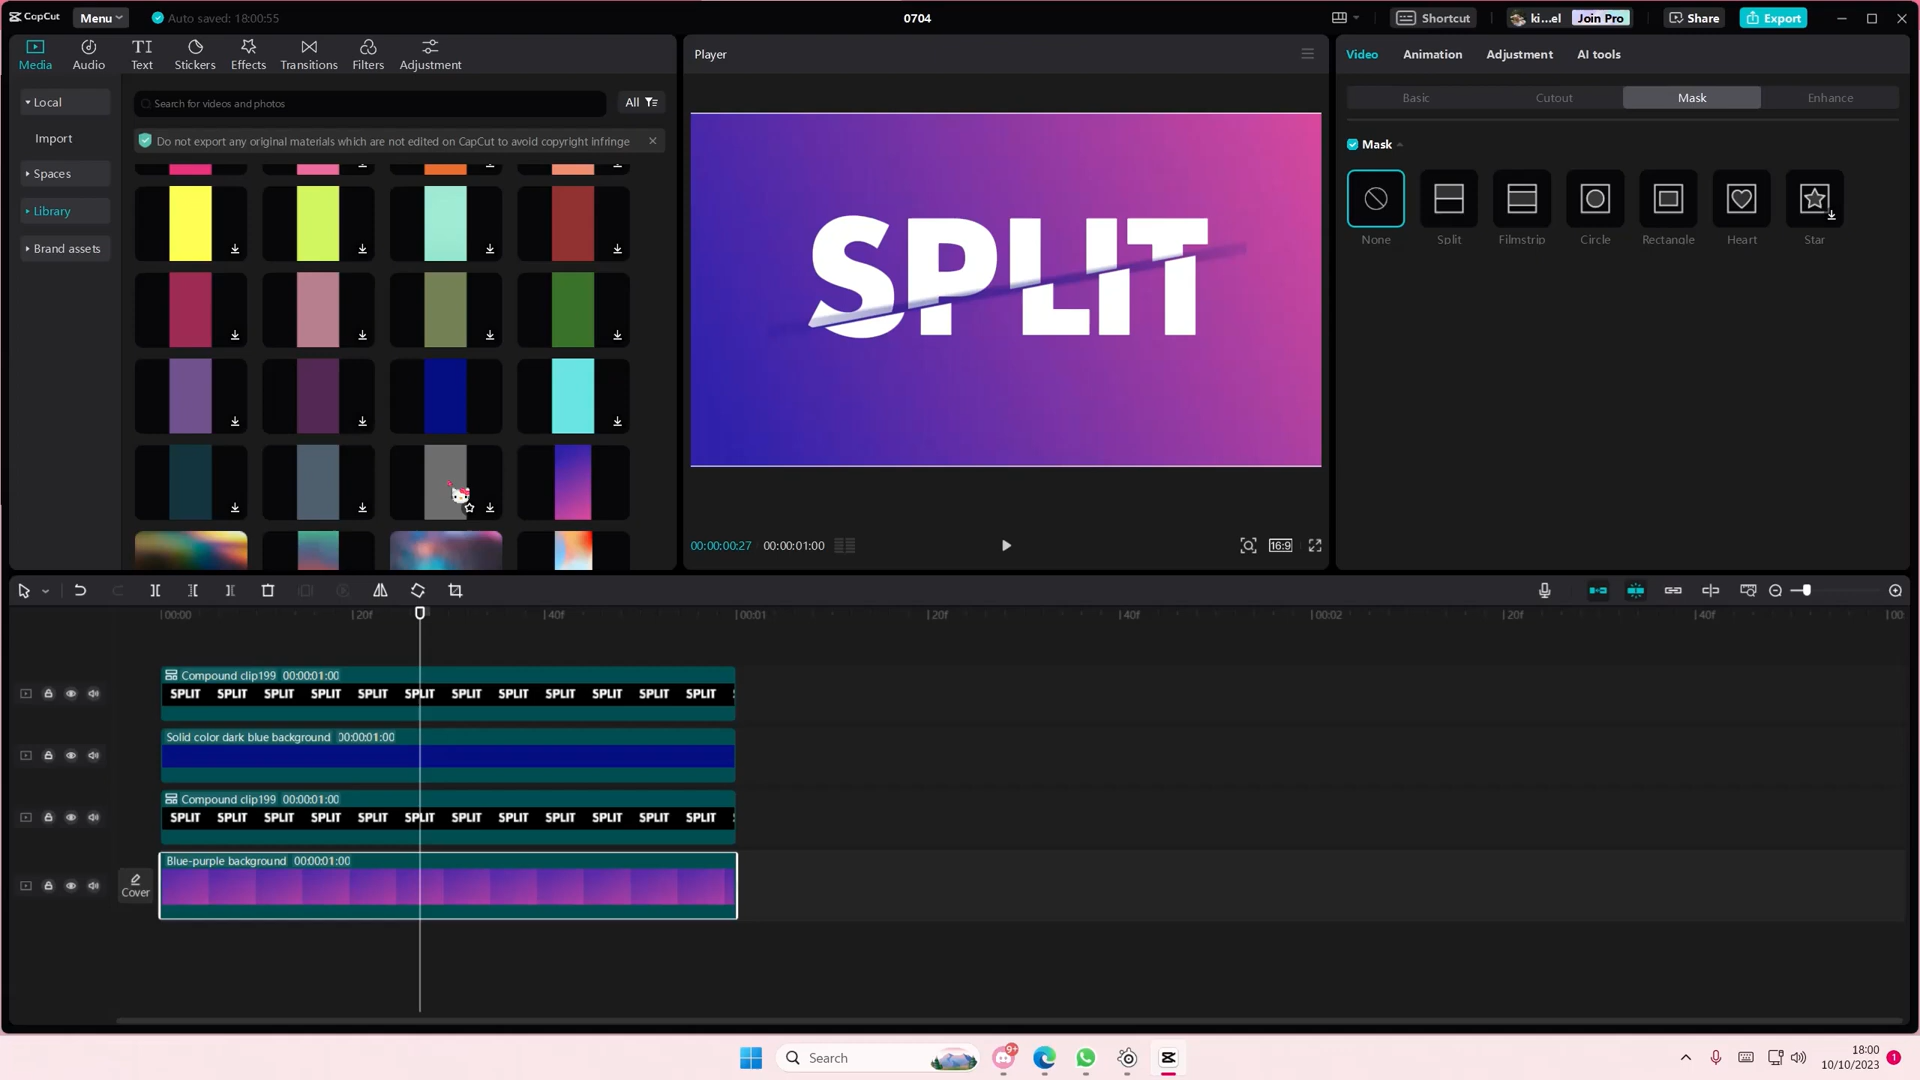 CapCut Menu Auto saved: 18:00:55 0704 Shortcut ki...el Join Pro Share Export
Media Audio Text Stickers Effects Transitions Filters Adjustment
Local
Import
Spaces
Library
Brand assets
Search for videos and photos All
Do not export any original materials which are not edited on CapCut to avoid copyright infringe
Player
SPLIT
00:00:00:27 00:00:01:00 16:9
Video Animation Adjustment AI tools
Basic Cutout Mask Enhance
Mask
None Split Filmstrip Circle Rectangle Heart Star
00:00 20f 40f 00:01 20f 40f 00:02 20f 40f 00
Compound clip199 00:00:01:00
SPLIT SPLIT SPLIT SPLIT SPLIT SPLIT SPLIT SPLIT SPLIT SPLIT SPLIT SPLIT
Solid color dark blue background 00:00:01:00
Compound clip199 00:00:01:00
SPLIT SPLIT SPLIT SPLIT SPLIT SPLIT SPLIT SPLIT SPLIT SPLIT SPLIT SPLIT
Blue-purple background 00:00:01:00
Cover
Search 9+ 18:00
10/10/2023 1